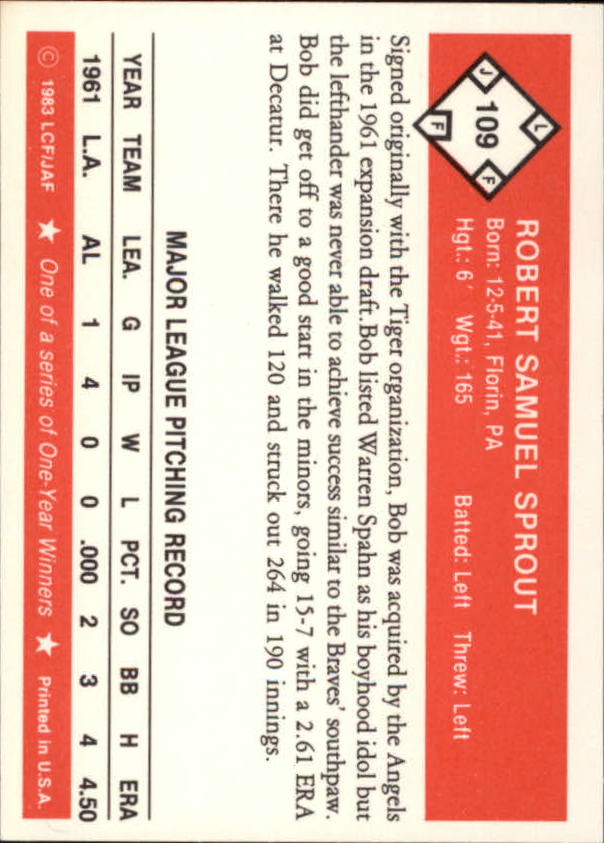 L
J 109 F
F
ROBERT SAMUEL SPROUT
Born: 12-5-41, Florin, PA
Hgt.: 6' Wgt.: 165 Batted: Left Threw: Left
Signed originally with the Tiger organization, Bob was acquired by the Angels
in the 1961 expansion draft. Bob listed Warren Spahn as his boyhood idol but
the lefthander was never able to achieve success similar to the Braves' southpaw.
Bob did get off to a good start in the minors, going 15-7 with a 2.61 ERA
at Decatur. There he walked 120 and struck out 264 in 190 innings.
MAJOR LEAGUE PITCHING RECORD
YEAR TEAM LEA. G IP W L PCT. SO BB H ERA
1961 L.A. AL 1 4 0 0 .000 2 3 4 4.50
© 1983 LCF/JAF ★ One of a series of One-Year Winners ★ Printed in U.S.A.